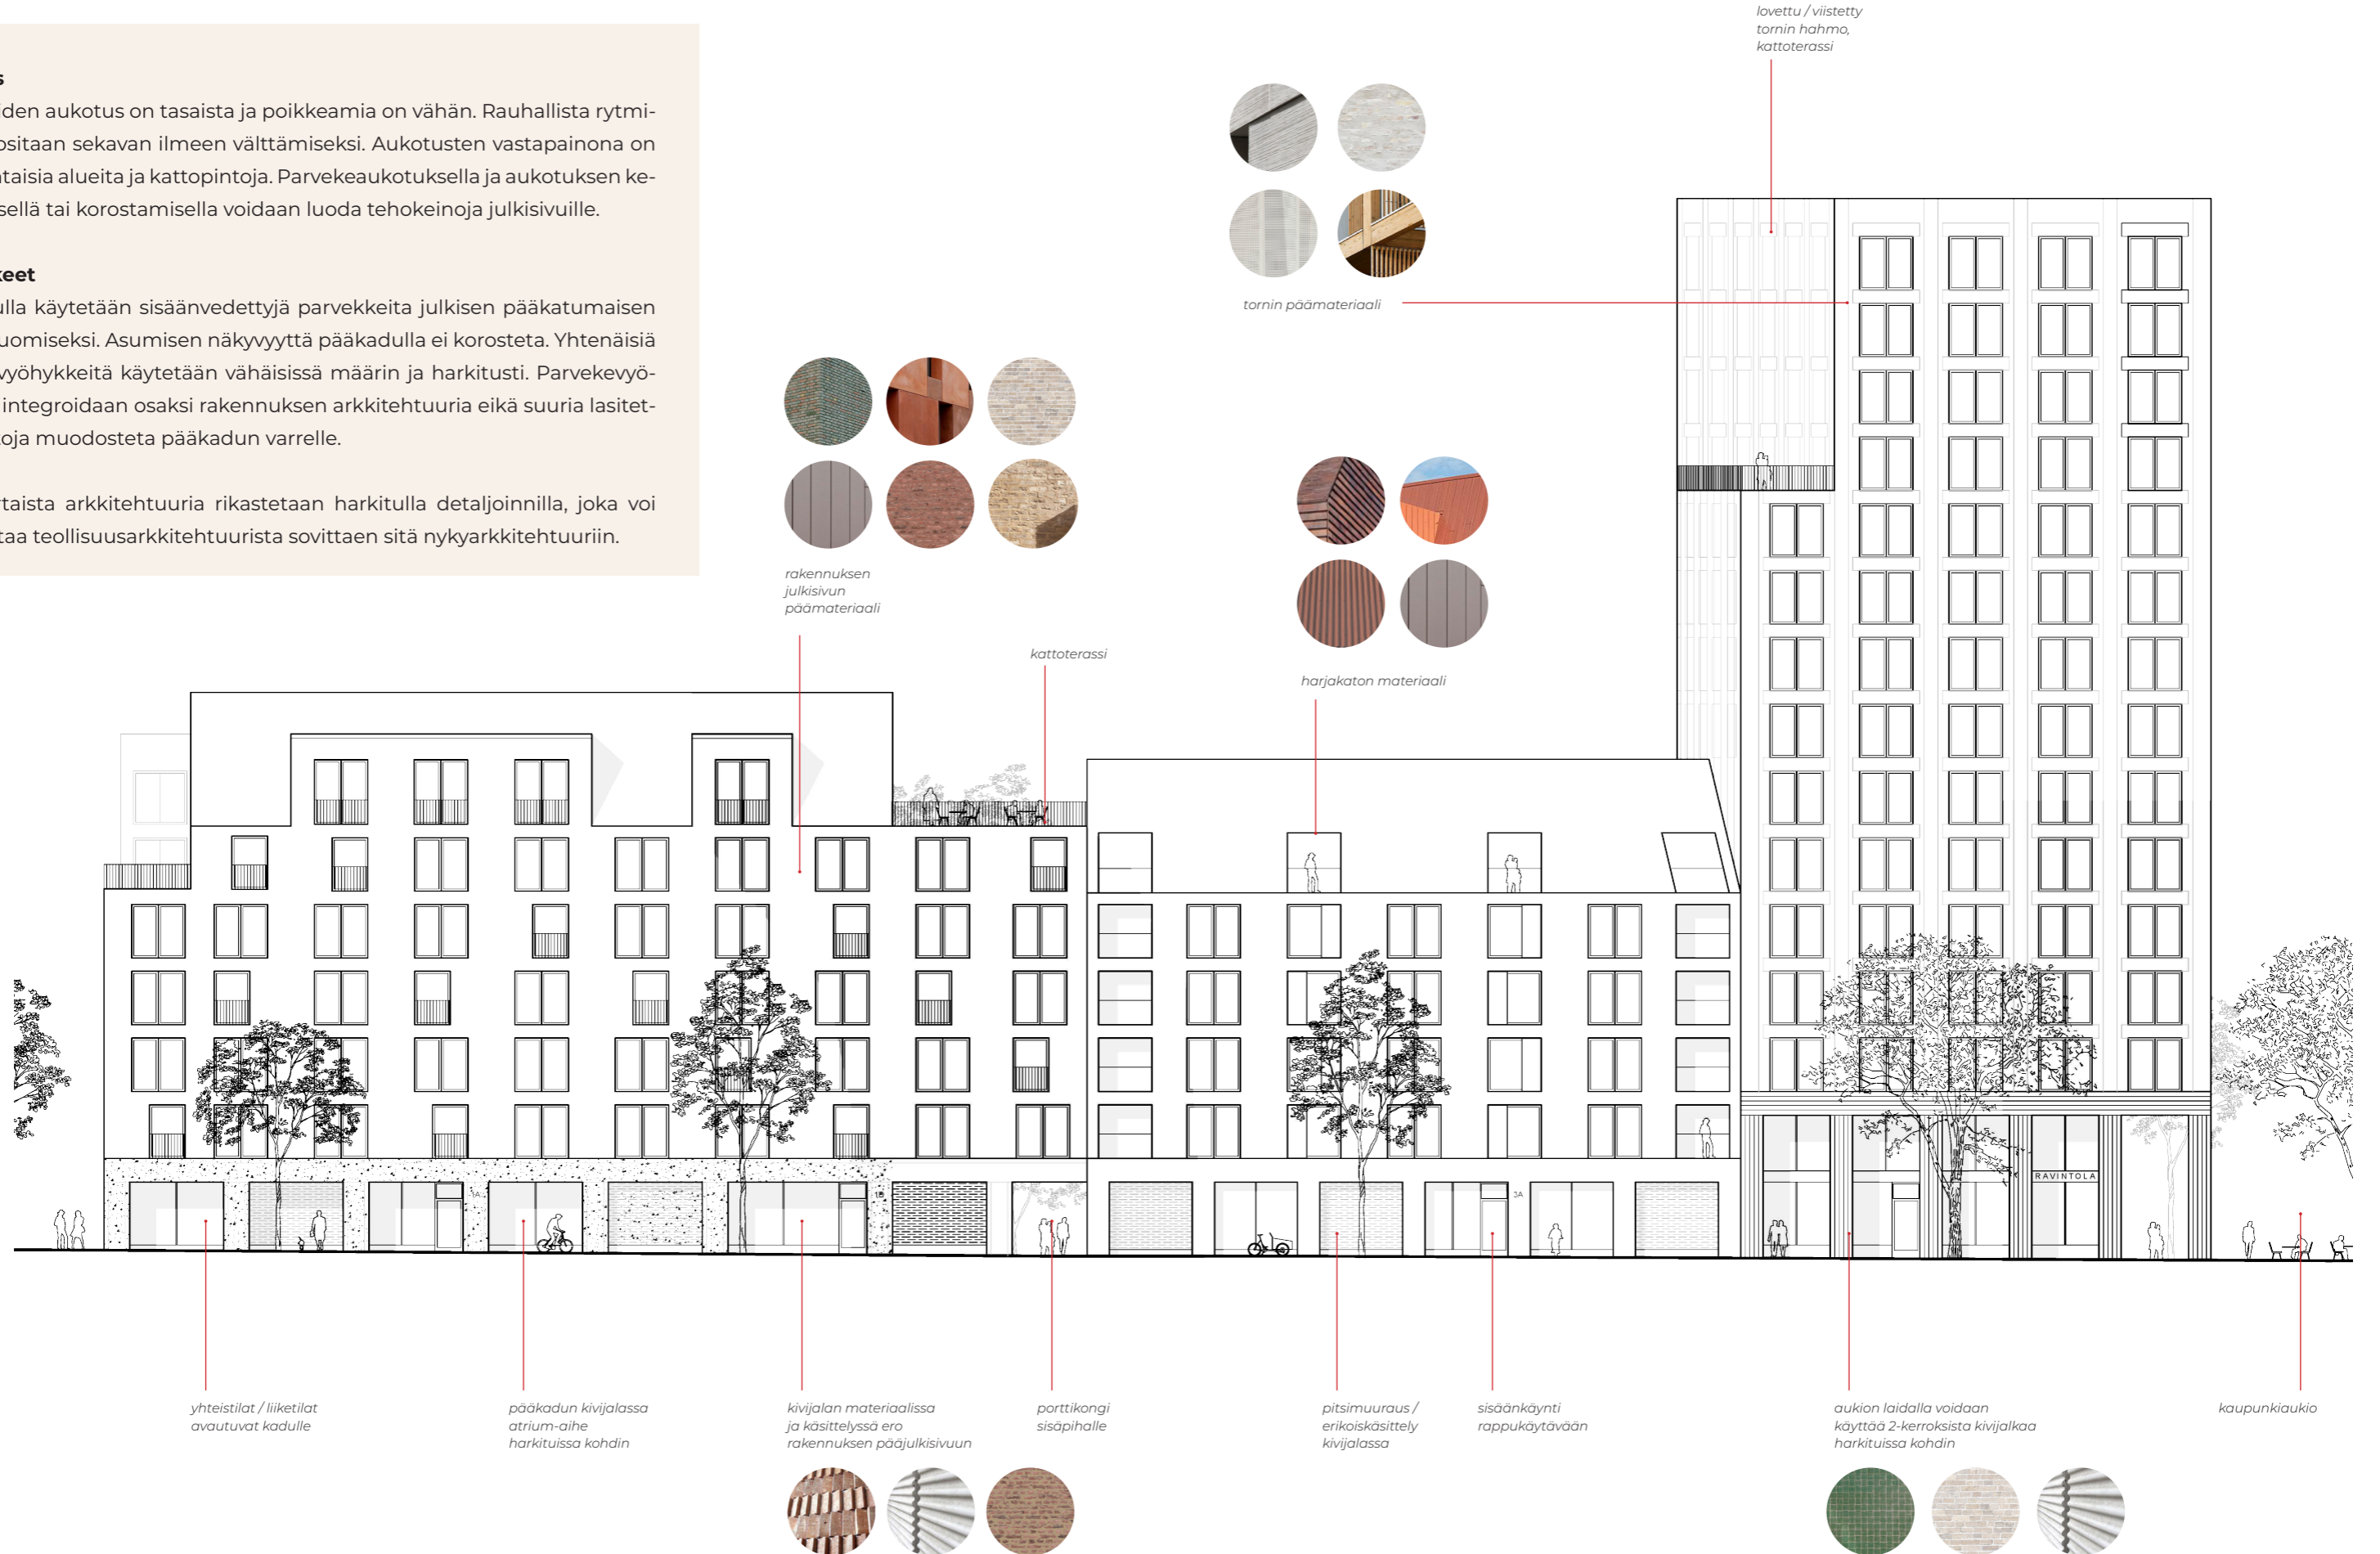 s
iden aukotus on tasaista ja poikkeamia on vähän. Rauhallista rytmi-
ositaan sekavan ilmeen välttämiseksi. Aukotusten vastapainona on
taisia alueita ja kattopintoja. Parvekeaukotuksella ja aukotuksen ke-
sellä tai korostamisella voidaan luoda tehokeinoja julkisivuille.
keet
ulla käytetään sisäänvedettyjä parvekkeita julkisen pääkatumaisen
uomiseksi. Asumisen näkyvyyttä pääkadulla ei korosteta. Yhtenäisiä
vyöhykkeitä käytetään vähäisissä määrin ja harkitusti. Parvekevyö-
integroidaan osaksi rakennuksen arkkitehtuuria eikä suuria lasitet-
toja muodosteta pääkadun varrelle.
rtaista arkkitehtuuria rikastetaan harkitulla detaljoinnilla, joka voi
taa teollisuusarkkitehtuurista sovittaen sitä nykyarkkitehtuuriin.
lovettu / viistetty
tornin hahmo,
kattoterassi
tornin päämateriaali
rakennuksen
julkisivun
päämateriaali
kattoterassi
harjakaton materiaali
RAVINTOLA
3A
yhteistilat / liiketilat
avautuvat kadulle
pääkadun kivijalassa
atrium-aihe
harkituissa kohdin
kivijalan materiaalissa
ja käsittelyssä ero
rakennuksen pääjulkisivuun
porttikongi
sisäpihalle
pitsimuuraus /
erikoiskäsittely
kivijalassa
sisäänkäynti
rappukäytävään
aukion laidalla voidaan
käyttää 2-kerroksista kivijalkaa
harkituissa kohdin
kaupunkiaukio